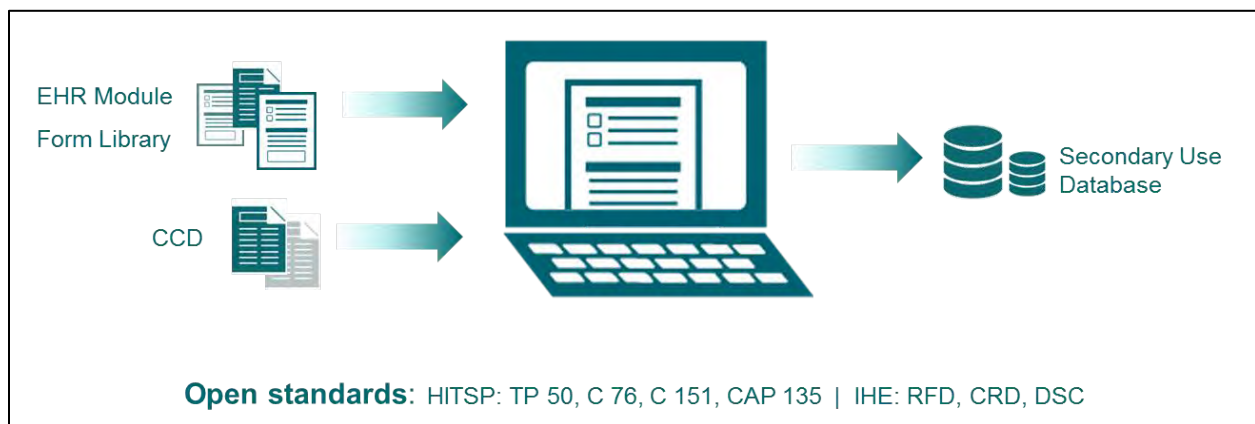 EHR Module
Form Library
CCD
Secondary Use
Database
Open standards: HITSP: TP 50, C 76, C 151, CAP 135 | IHE: RFD, CRD, DSC